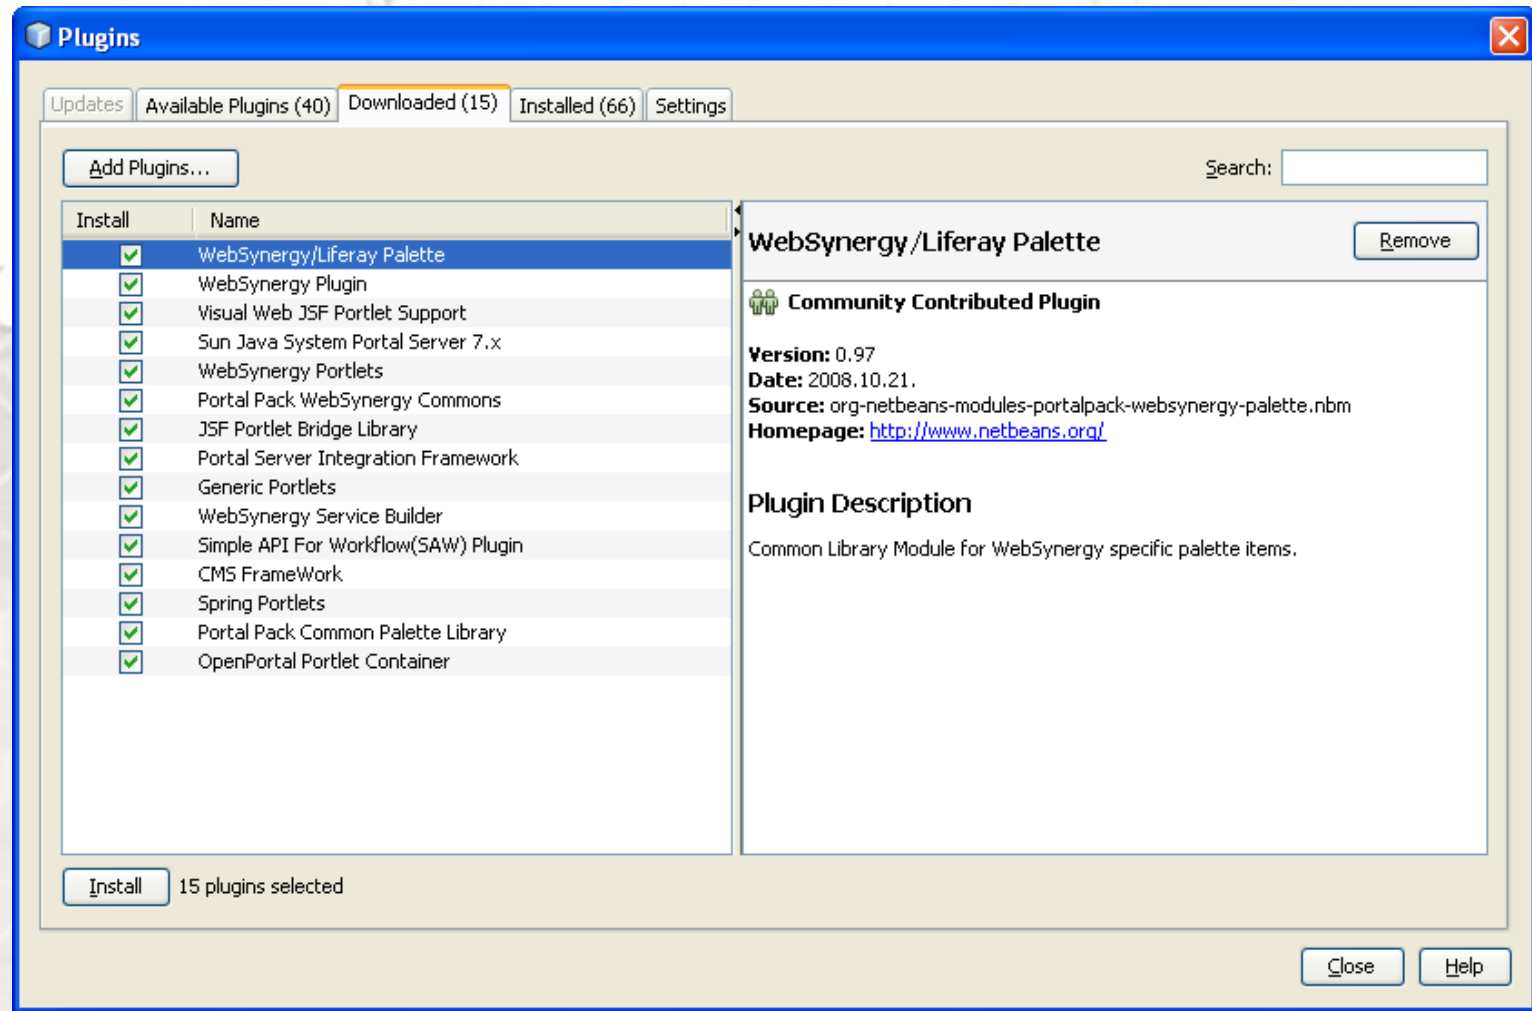 Plugins
Updates Available Plugins (40) Downloaded (15) Installed (66) Settings
Add Plugins... Search:
Install Name
WebSynergy/Liferay Palette
WebSynergy Plugin
Visual Web JSF Portlet Support
Sun Java System Portal Server 7.x
WebSynergy Portlets
Portal Pack WebSynergy Commons
JSF Portlet Bridge Library
Portal Server Integration Framework
Generic Portlets
WebSynergy Service Builder
Simple API For Workflow(SAW) Plugin
CMS FrameWork
Spring Portlets
Portal Pack Common Palette Library
OpenPortal Portlet Container
WebSynergy/Liferay Palette Remove
Community Contributed Plugin
Version: 0.97
Date: 2008.10.21.
Source: org-netbeans-modules-portalpack-websynergy-palette.nbm
Homepage: http://www.netbeans.org/
Plugin Description
Common Library Module for WebSynergy specific palette items.
Install 15 plugins selected
Close Help